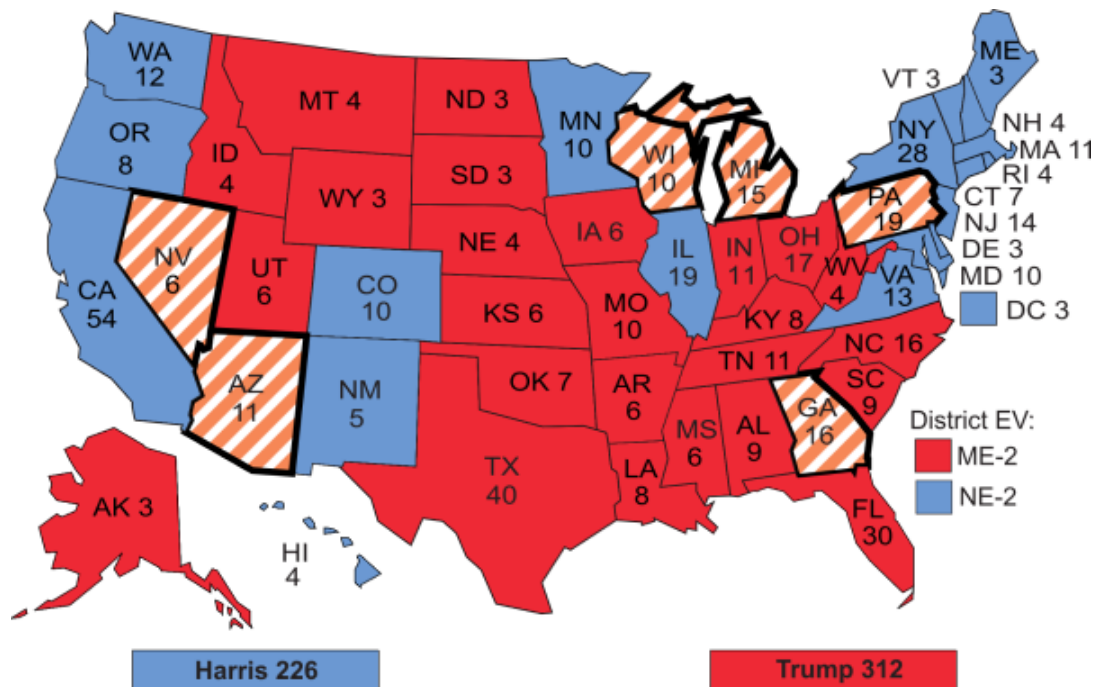 WA
12
OR
8
CA
54
NV
6
ID
4
MT 4
WY 3
UT
6
AZ
11
CO
10
NM
5
ND 3
SD 3
NE 4
KS 6
OK 7
TX
40
MN
10
IA 6
MO
10
AR
6
LA
8
WI
10
IL
19
MI
15
IN
11
OH
17
KY 8
TN 11
MS
6
AL
9
GA
16
FL
30
SC
9
NC 16
VA
13
WV
4
PA
19
NY
28
VT 3
ME
3
NH 4
MA 11
RI 4
CT 7
NJ 14
DE 3
MD 10
DC 3
AK 3
HI
4
District EV:
ME-2
NE-2
Harris 226
Trump 312